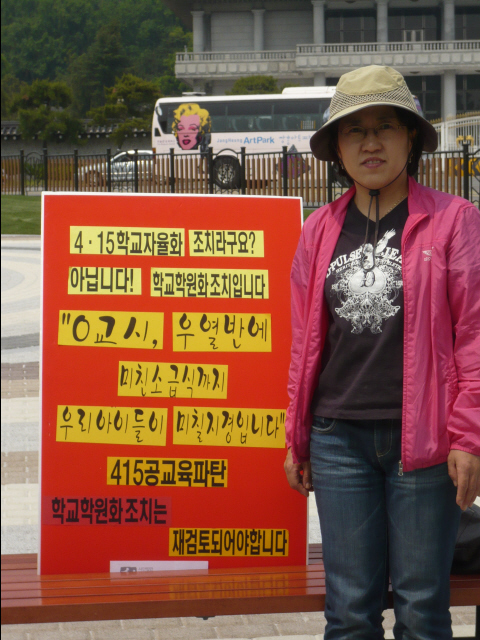 Jangheung ArtPark
4·15학교자율화 조치라구요?
아닙니다! 학교학원화조치입니다
"0교시, 우열반에
미친소급식까지
우리아이들이 미칠지경입니다"
415공교육파탄
학교학원화조치는
재검토되어야합니다